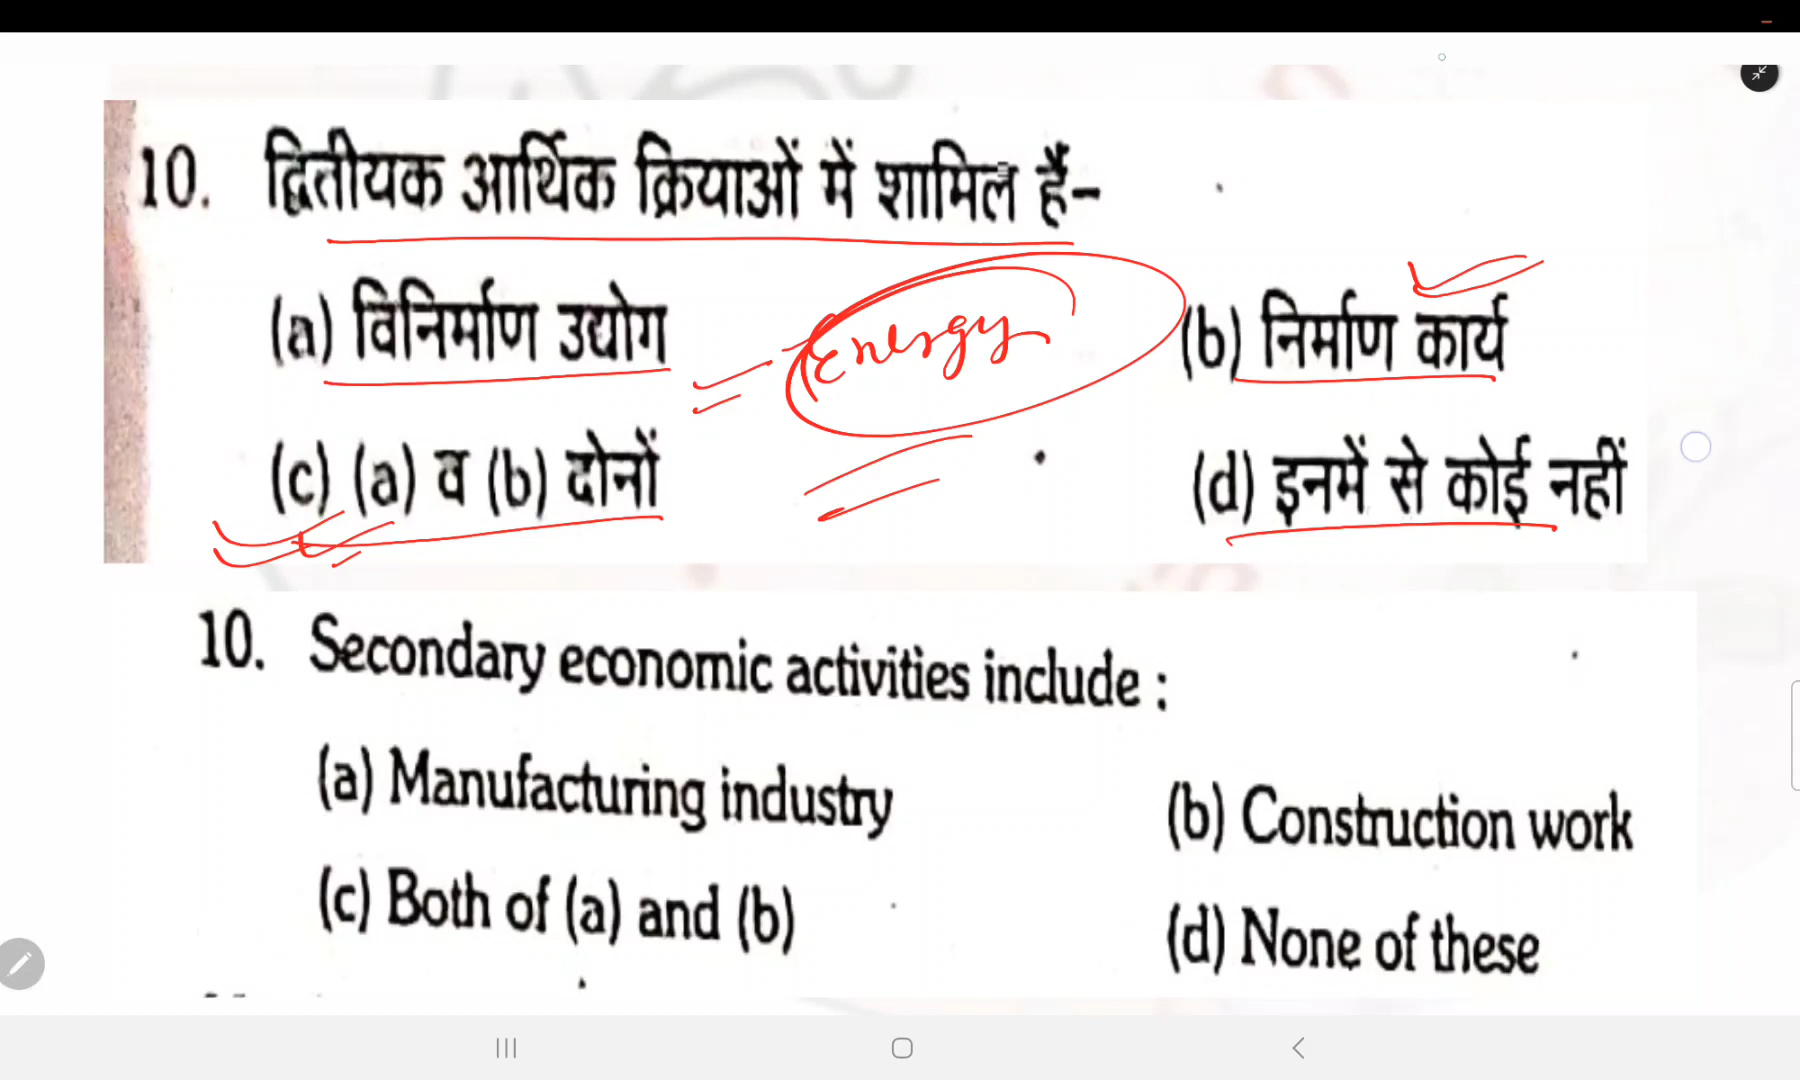 10. द्वितीयक आर्थिक क्रियाओं में शामिल हैं-
(a) विनिर्माण उद्योग (b) निर्माण कार्य
Energy
(c) (a) व (b) दोनों (d) इनमें से कोई नहीं
10. Secondary economic activities include :
(a) Manufacturing industry (b) Construction work
(c) Both of (a) and (b) (d) None of these